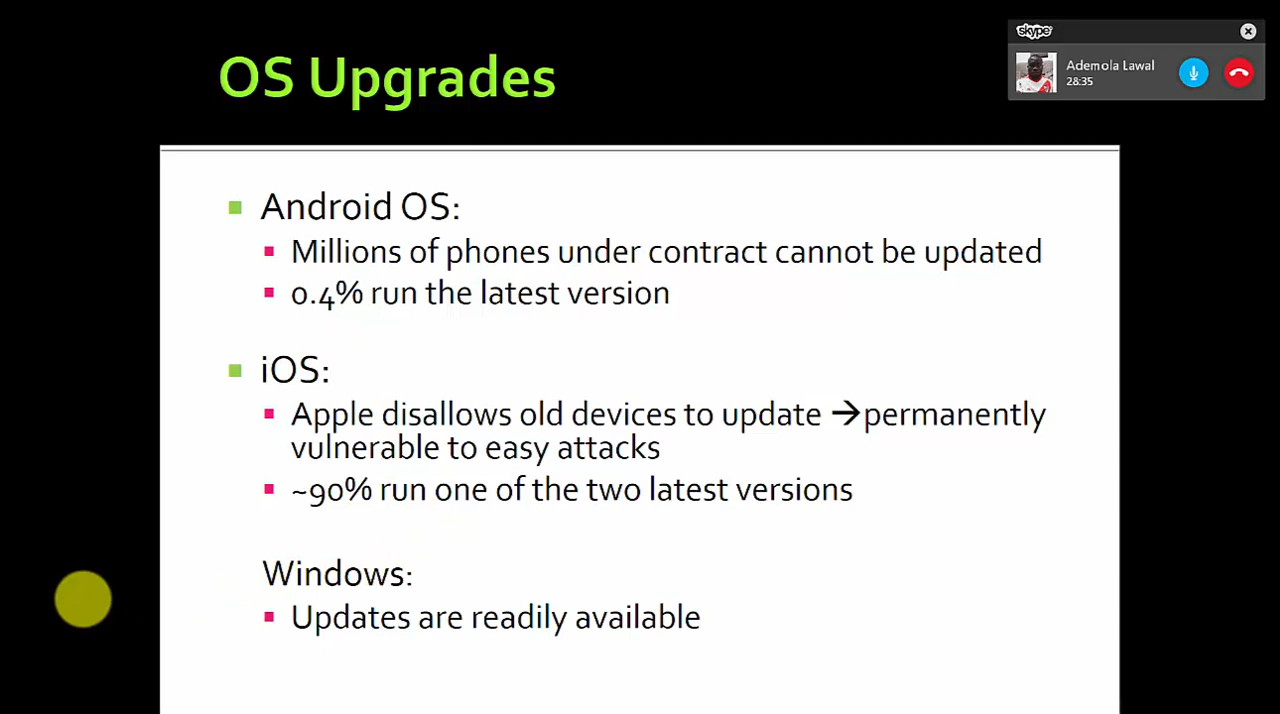 OS Upgrades
skype
Ademola Lawal
28:35
Android OS:
Millions of phones under contract cannot be updated
0.4% run the latest version
iOS:
Apple disallows old devices to update →permanently
vulnerable to easy attacks
~90% run one of the two latest versions
Windows:
Updates are readily available